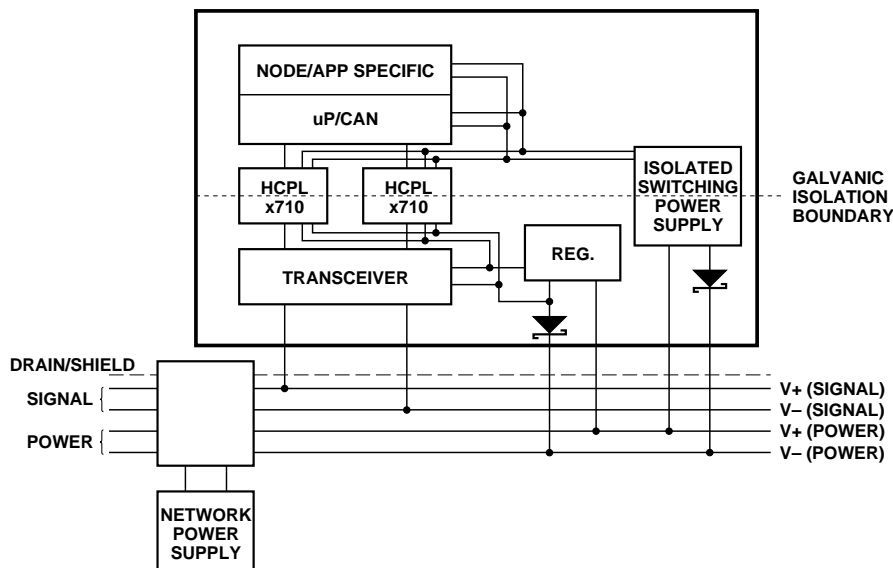 NODE/APP SPECIFIC
uP/CAN
HCPL
x710
HCPL
x710
ISOLATED
SWITCHING
POWER
SUPPLY
GALVANIC
ISOLATION
BOUNDARY
REG.
TRANSCEIVER
DRAIN/SHIELD
SIGNAL
POWER
V+ (SIGNAL)
V– (SIGNAL)
V+ (POWER)
V– (POWER)
NETWORK
POWER
SUPPLY